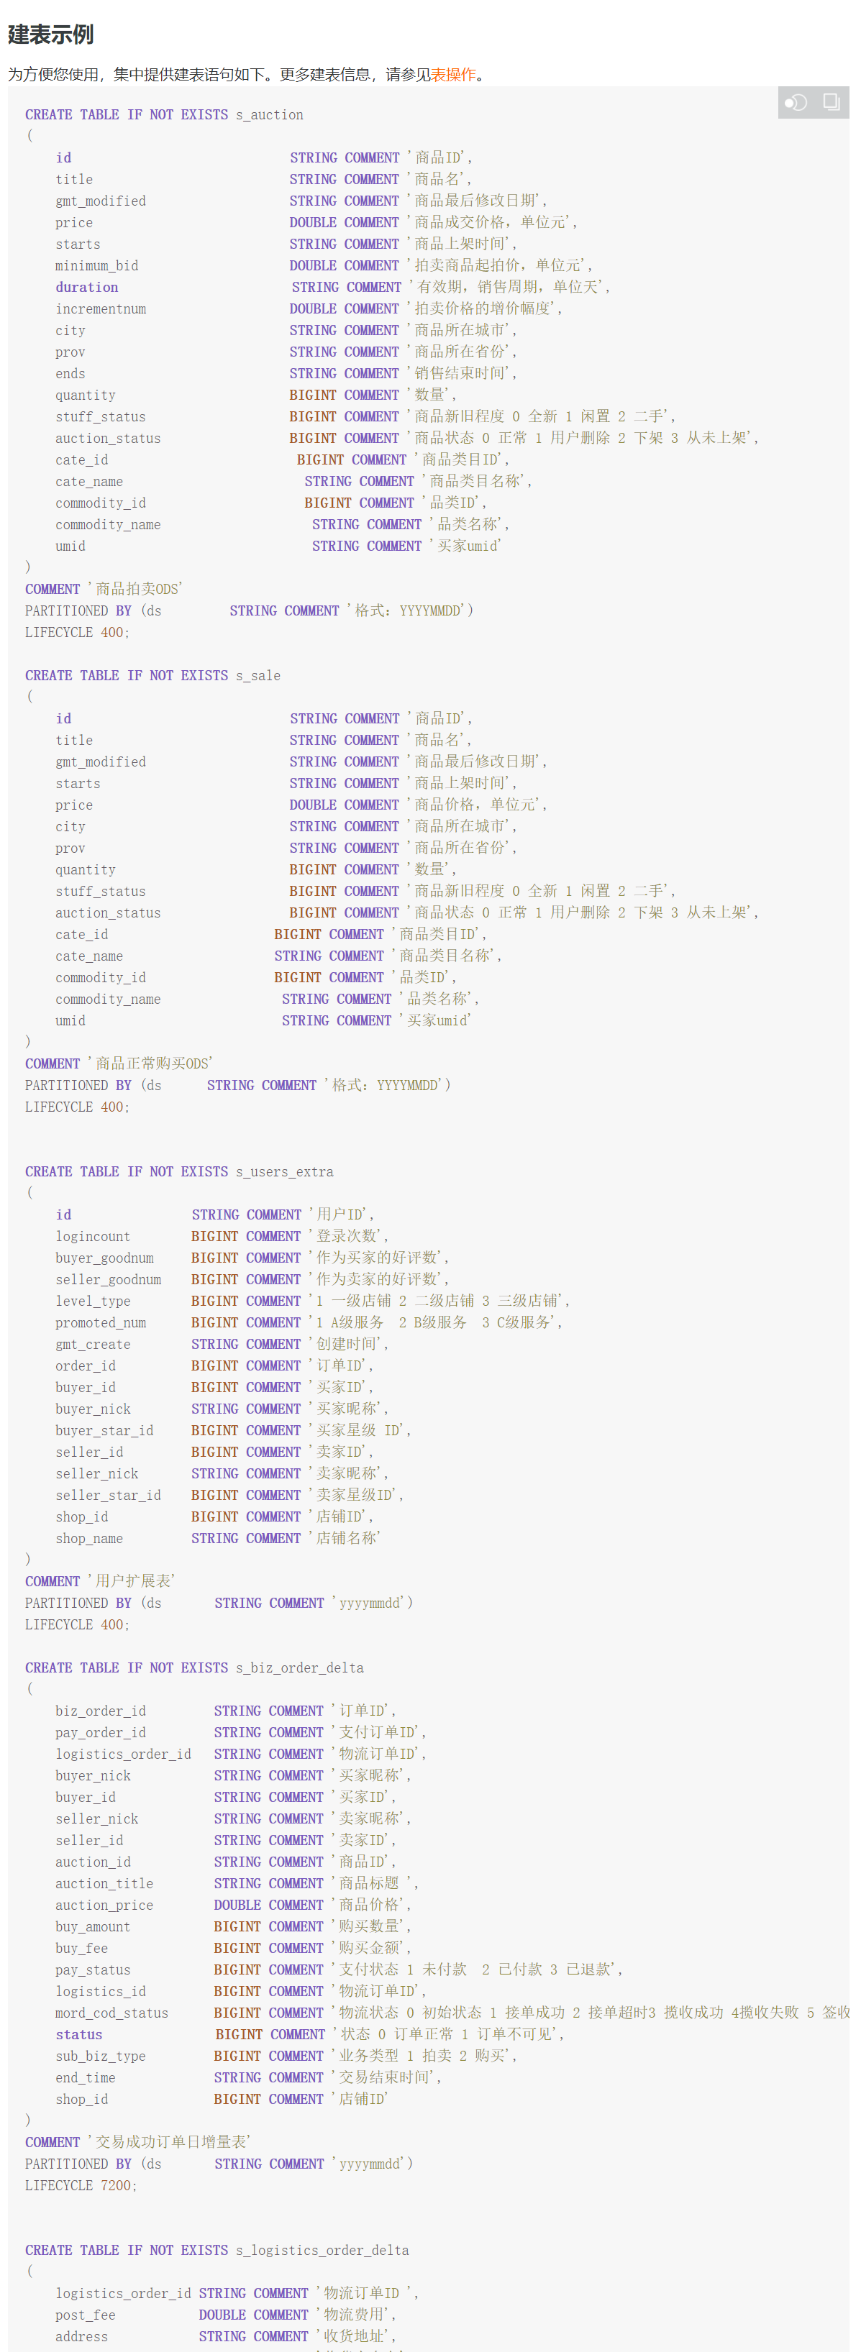 建表示例
为方便您使用，集中提供建表语句如下。更多建表信息，请参见表操作。
CREATE TABLE IF NOT EXISTS s_auction
(
id STRING COMMENT '商品ID',
title STRING COMMENT '商品名',
gmt_modified STRING COMMENT '商品最后修改日期',
price DOUBLE COMMENT '商品成交价格，单位元',
starts STRING COMMENT '商品上架时间',
minimum_bid DOUBLE COMMENT '拍卖商品起拍价，单位元',
duration STRING COMMENT '有效期，销售周期，单位天',
incrementnum DOUBLE COMMENT '拍卖价格的增价幅度',
city STRING COMMENT '商品所在城市',
prov STRING COMMENT '商品所在省份',
ends STRING COMMENT '销售结束时间',
quantity BIGINT COMMENT '数量',
stuff_status BIGINT COMMENT '商品新旧程度 0 全新 1 闲置 2 二手',
auction_status BIGINT COMMENT '商品状态 0 正常 1 用户删除 2 下架 3 从未上架',
cate_id BIGINT COMMENT '商品类目ID',
cate_name STRING COMMENT '商品类目名称',
commodity_id BIGINT COMMENT '品类ID',
commodity_name STRING COMMENT '品类名称',
umid STRING COMMENT '买家umid'
)
COMMENT '商品拍卖ODS'
PARTITIONED BY (ds STRING COMMENT '格式：YYYYMMDD')
LIFECYCLE 400;
CREATE TABLE IF NOT EXISTS s_sale
(
id STRING COMMENT '商品ID',
title STRING COMMENT '商品名',
gmt_modified STRING COMMENT '商品最后修改日期',
starts STRING COMMENT '商品上架时间',
price DOUBLE COMMENT '商品价格，单位元',
city STRING COMMENT '商品所在城市',
prov STRING COMMENT '商品所在省份',
quantity BIGINT COMMENT '数量',
stuff_status BIGINT COMMENT '商品新旧程度 0 全新 1 闲置 2 二手',
auction_status BIGINT COMMENT '商品状态 0 正常 1 用户删除 2 下架 3 从未上架',
cate_id BIGINT COMMENT '商品类目ID',
cate_name STRING COMMENT '商品类目名称',
commodity_id BIGINT COMMENT '品类ID',
commodity_name STRING COMMENT '品类名称',
umid STRING COMMENT '买家umid'
)
COMMENT '商品正常购买ODS'
PARTITIONED BY (ds STRING COMMENT '格式：YYYYMMDD')
LIFECYCLE 400;
CREATE TABLE IF NOT EXISTS s_users_extra
(
id STRING COMMENT '用户ID',
logincount BIGINT COMMENT '登录次数',
buyer_goodnum BIGINT COMMENT '作为买家的好评数',
seller_goodnum BIGINT COMMENT '作为卖家的好评数',
level_type BIGINT COMMENT '1 一级店铺 2 二级店铺 3 三级店铺',
promoted_num BIGINT COMMENT '1 A级服务 2 B级服务 3 C级服务',
gmt_create STRING COMMENT '创建时间',
order_id BIGINT COMMENT '订单ID',
buyer_id BIGINT COMMENT '买家ID',
buyer_nick STRING COMMENT '买家昵称',
buyer_star_id BIGINT COMMENT '买家星级 ID',
seller_id BIGINT COMMENT '卖家ID',
seller_nick STRING COMMENT '卖家昵称',
seller_star_id BIGINT COMMENT '卖家星级ID',
shop_id BIGINT COMMENT '店铺ID',
shop_name STRING COMMENT '店铺名称'
)
COMMENT '用户扩展表'
PARTITIONED BY (ds STRING COMMENT 'yyyymmdd')
LIFECYCLE 400;
CREATE TABLE IF NOT EXISTS s_biz_order_delta
(
biz_order_id STRING COMMENT '订单ID',
pay_order_id STRING COMMENT '支付订单ID',
logistics_order_id STRING COMMENT '物流订单ID',
buyer_nick STRING COMMENT '买家昵称',
buyer_id STRING COMMENT '买家ID',
seller_nick STRING COMMENT '卖家昵称',
seller_id STRING COMMENT '卖家ID',
auction_id STRING COMMENT '商品ID',
auction_title STRING COMMENT '商品标题 ',
auction_price DOUBLE COMMENT '商品价格',
buy_amount BIGINT COMMENT '购买数量',
buy_fee BIGINT COMMENT '购买金额',
pay_status BIGINT COMMENT '支付状态 1 未付款 2 已付款 3 已退款',
logistics_id BIGINT COMMENT '物流订单ID',
mord_cod_status BIGINT COMMENT '物流状态 0 初始状态 1 接单成功 2 接单超时3 揽收成功 4揽收失败 5 签收
status BIGINT COMMENT '状态 0 订单正常 1 订单不可见',
sub_biz_type BIGINT COMMENT '业务类型 1 拍卖 2 购买',
end_time STRING COMMENT '交易结束时间',
shop_id BIGINT COMMENT '店铺ID'
)
COMMENT '交易成功订单日增量表'
PARTITIONED BY (ds STRING COMMENT 'yyyymmdd')
LIFECYCLE 7200;
CREATE TABLE IF NOT EXISTS s_logistics_order_delta
(
logistics_order_id STRING COMMENT '物流订单ID ',
post_fee DOUBLE COMMENT '物流费用',
address STRING COMMENT '收货地址',